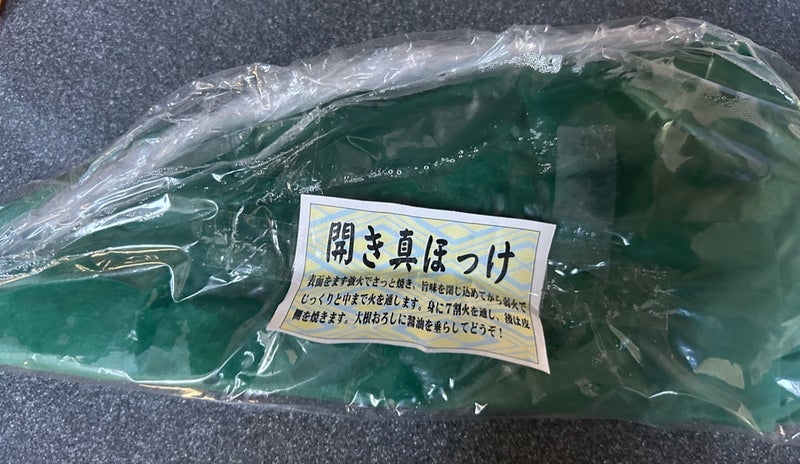 開き真ほっけ
表面をまず強火でさっと焼き、旨味を閉じ込めてから弱火で
じっくりと中まで火を通します。身に７割火を通し、後は皮
側を焼きます。大根おろしに醤油を垂らしてどうぞ！